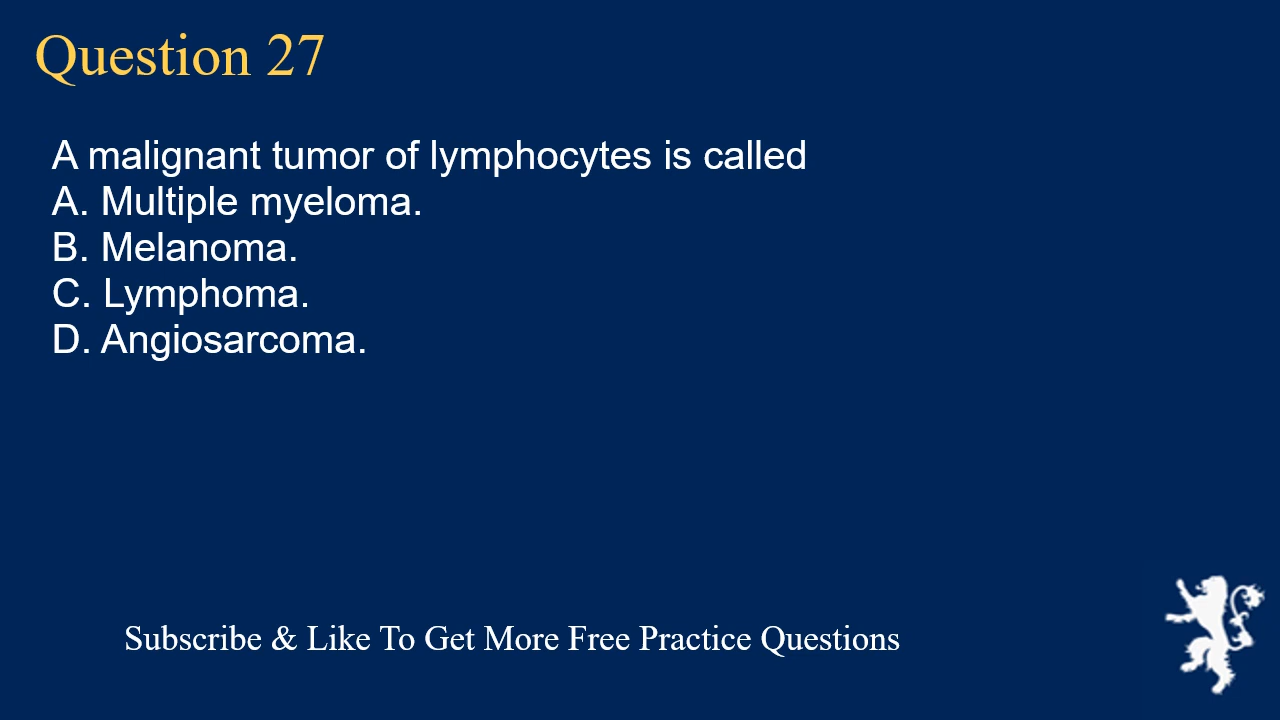 Question 27
A malignant tumor of lymphocytes is called
A. Multiple myeloma.
B. Melanoma.
C. Lymphoma.
D. Angiosarcoma.
Subscribe & Like To Get More Free Practice Questions